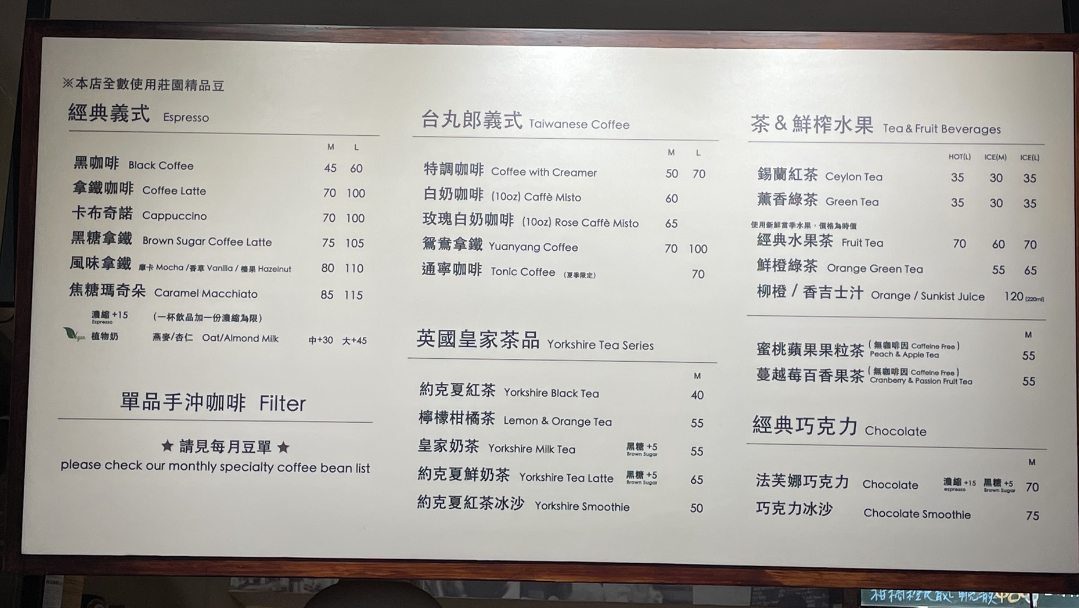 ※本店全數使用莊園精品豆
經典義式 Espresso
M L
黑咖啡 Black Coffee 45 60
拿鐵咖啡 Coffee Latte 70 100
卡布奇諾 Cappuccino 70 100
黑糖拿鐵 Brown Sugar Coffee Latte 75 105
風味拿鐵 摩卡 Mocha / 香草 Vanilla / 榛果 Hazelnut 80 110
焦糖瑪奇朵 Caramel Macchiato 85 115
濃縮 +15 (一杯飲品加一份濃縮為限)
Espresso
植物奶 燕麥/杏仁 Oat/Almond Milk 中+30 大+45
單品手沖咖啡 Filter
★ 請見每月豆單 ★
please check our monthly specialty coffee bean list
台丸郎義式 Taiwanese Coffee
M L
特調咖啡 Coffee with Creamer 50 70
白奶咖啡 (10oz) Caffè Misto 60
玫瑰白奶咖啡 (10oz) Rose Caffè Misto 65
鴛鴦拿鐵 Yuanyang Coffee 70 100
通寧咖啡 Tonic Coffee (夏季限定) 70
英國皇家茶品 Yorkshire Tea Series
M
約克夏紅茶 Yorkshire Black Tea 40
檸檬柑橘茶 Lemon & Orange Tea 55
皇家奶茶 Yorkshire Milk Tea 黑糖 +5 55
Brown Sugar
約克夏鮮奶茶 Yorkshire Tea Latte 黑糖 +5 65
Brown Sugar
約克夏紅茶冰沙 Yorkshire Smoothie 50
茶＆鮮榨水果 Tea & Fruit Beverages
HOT(L) ICE(M) ICE(L)
錫蘭紅茶 Ceylon Tea 35 30 35
薰香綠茶 Green Tea 35 30 35
使用新鮮當季水果，價格為時價
經典水果茶 Fruit Tea 70 60 70
鮮橙綠茶 Orange Green Tea 55 65
柳橙 / 香吉士汁 Orange / Sunkist Juice 120 (220ml)
M
蜜桃蘋果果粒茶 (無咖啡因 Caffeine Free) 55
Peach & Apple Tea
蔓越莓百香果茶 (無咖啡因 Caffeine Free) 55
Cranberry & Passion Fruit Tea
經典巧克力 Chocolate
M
法芙娜巧克力 Chocolate 濃縮 +15 黑糖 +5 70
espresso Brown Sugar
巧克力冰沙 Chocolate Smoothie 75